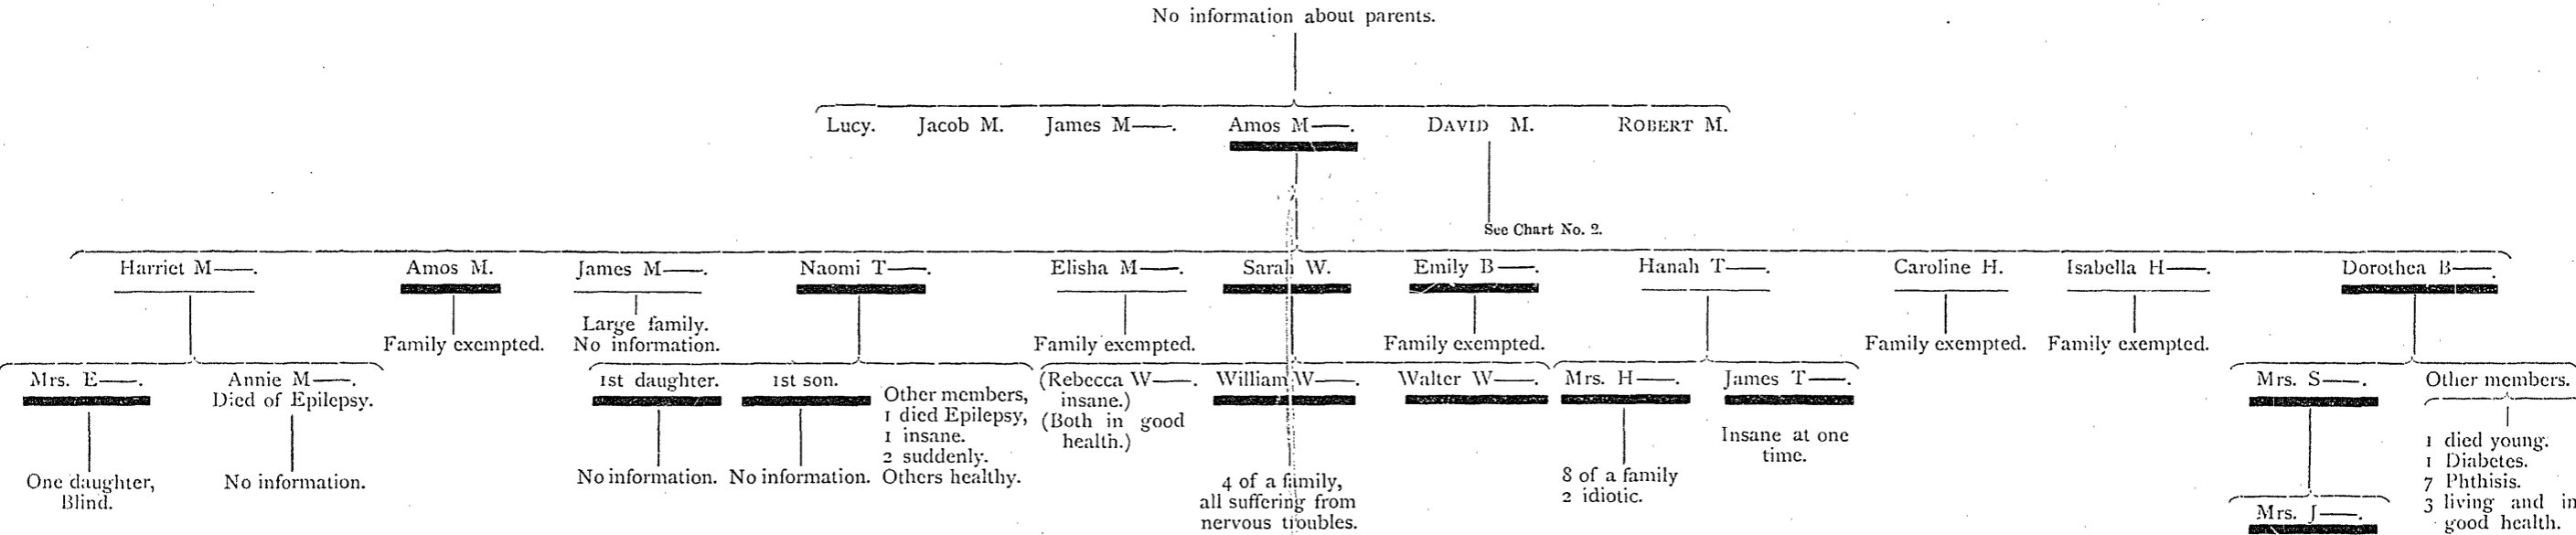 No information about parents.
Lucy. Jacob M. James M——. Amos M——. DAVID M. ROBERT M.
See Chart No. 2.
Harriet M——. Amos M. James M——. Naomi T——. Elisha M——. Sarah W. Emily B——. Hanah T——. Caroline H. Isabella H——. Dorothea B——.
Large family.
No information.
Family exempted. Family exempted. Family exempted. Family exempted. Family exempted.
Mrs. E——.
Annie M——.
Died of Epilepsy.
1st daughter. 1st son.
Other members,
1 died Epilepsy,
1 insane.
2 suddenly.
Others healthy.
(Rebecca W——.
insane.)
(Both in good
health.)
William W——. Walter W——. Mrs. H——. James T——.
Insane at one
time.
Mrs. S——. Other members.
1 died young.
1 Diabetes.
7 Phthisis.
3 living and in
good health.
One daughter,
Blind.
No information. No information. No information.
4 of a family,
all suffering from
nervous troubles.
8 of a family
2 idiotic.
Mrs. J——.